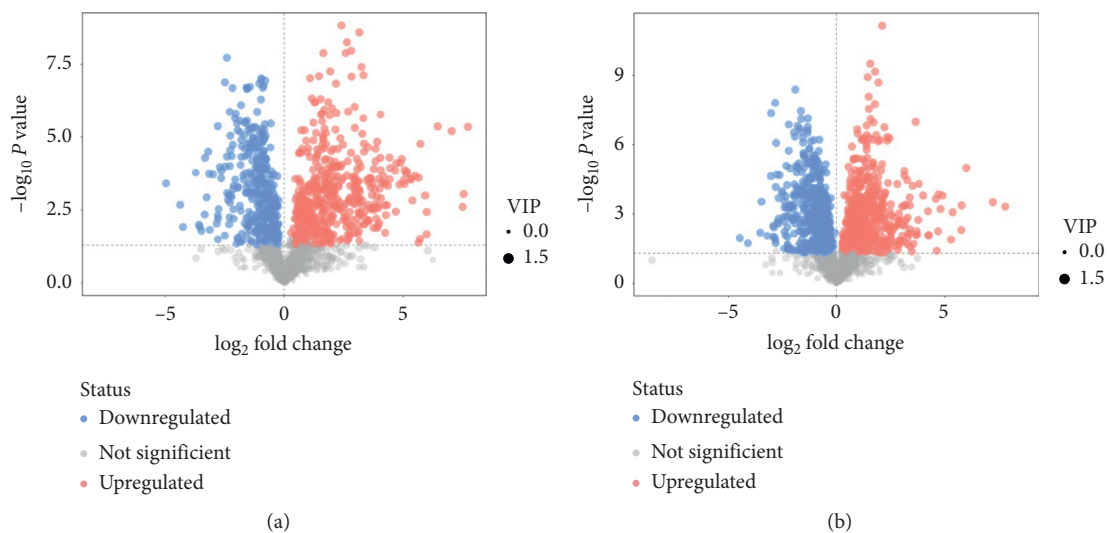 −log10 P value
7.5
5.0
2.5
0.0
−5
0
5
log2 fold change
VIP
0.0
1.5
Status
Downregulated
Not significient
Upregulated
(a)
−log10 P value
9
6
3
0
−5
0
5
log2 fold change
VIP
0.0
1.5
Status
Downregulated
Not significient
Upregulated
(b)